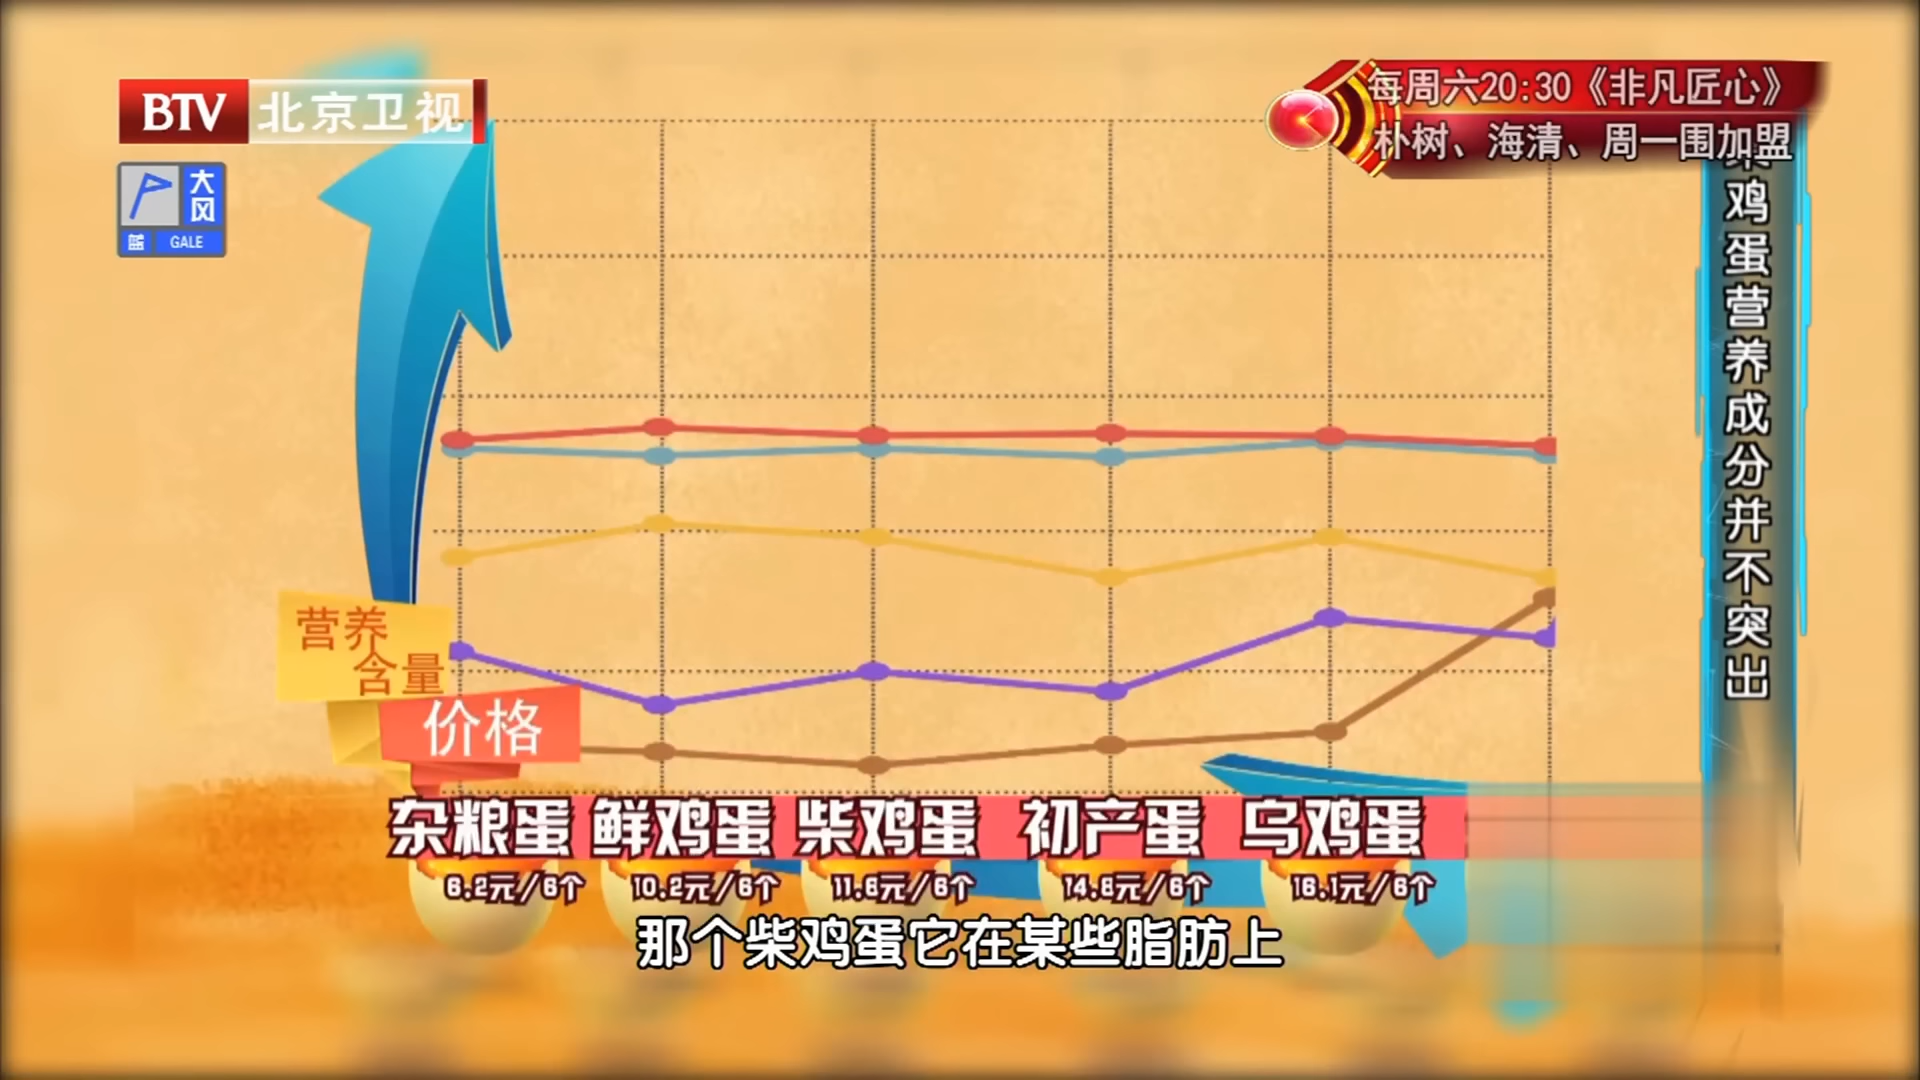 BTV 北京卫视
每周六20:30《非凡匠心》
朴树、海清、周一围加盟
大风
蓝 GALE
柴鸡蛋营养成分并不突出
营养
含量
价格
杂粮蛋 鲜鸡蛋 柴鸡蛋 初产蛋 乌鸡蛋
6.2元/6个 10.2元/6个 11.6元/6个 14.8元/6个 16.1元/6个
那个柴鸡蛋它在某些脂肪上